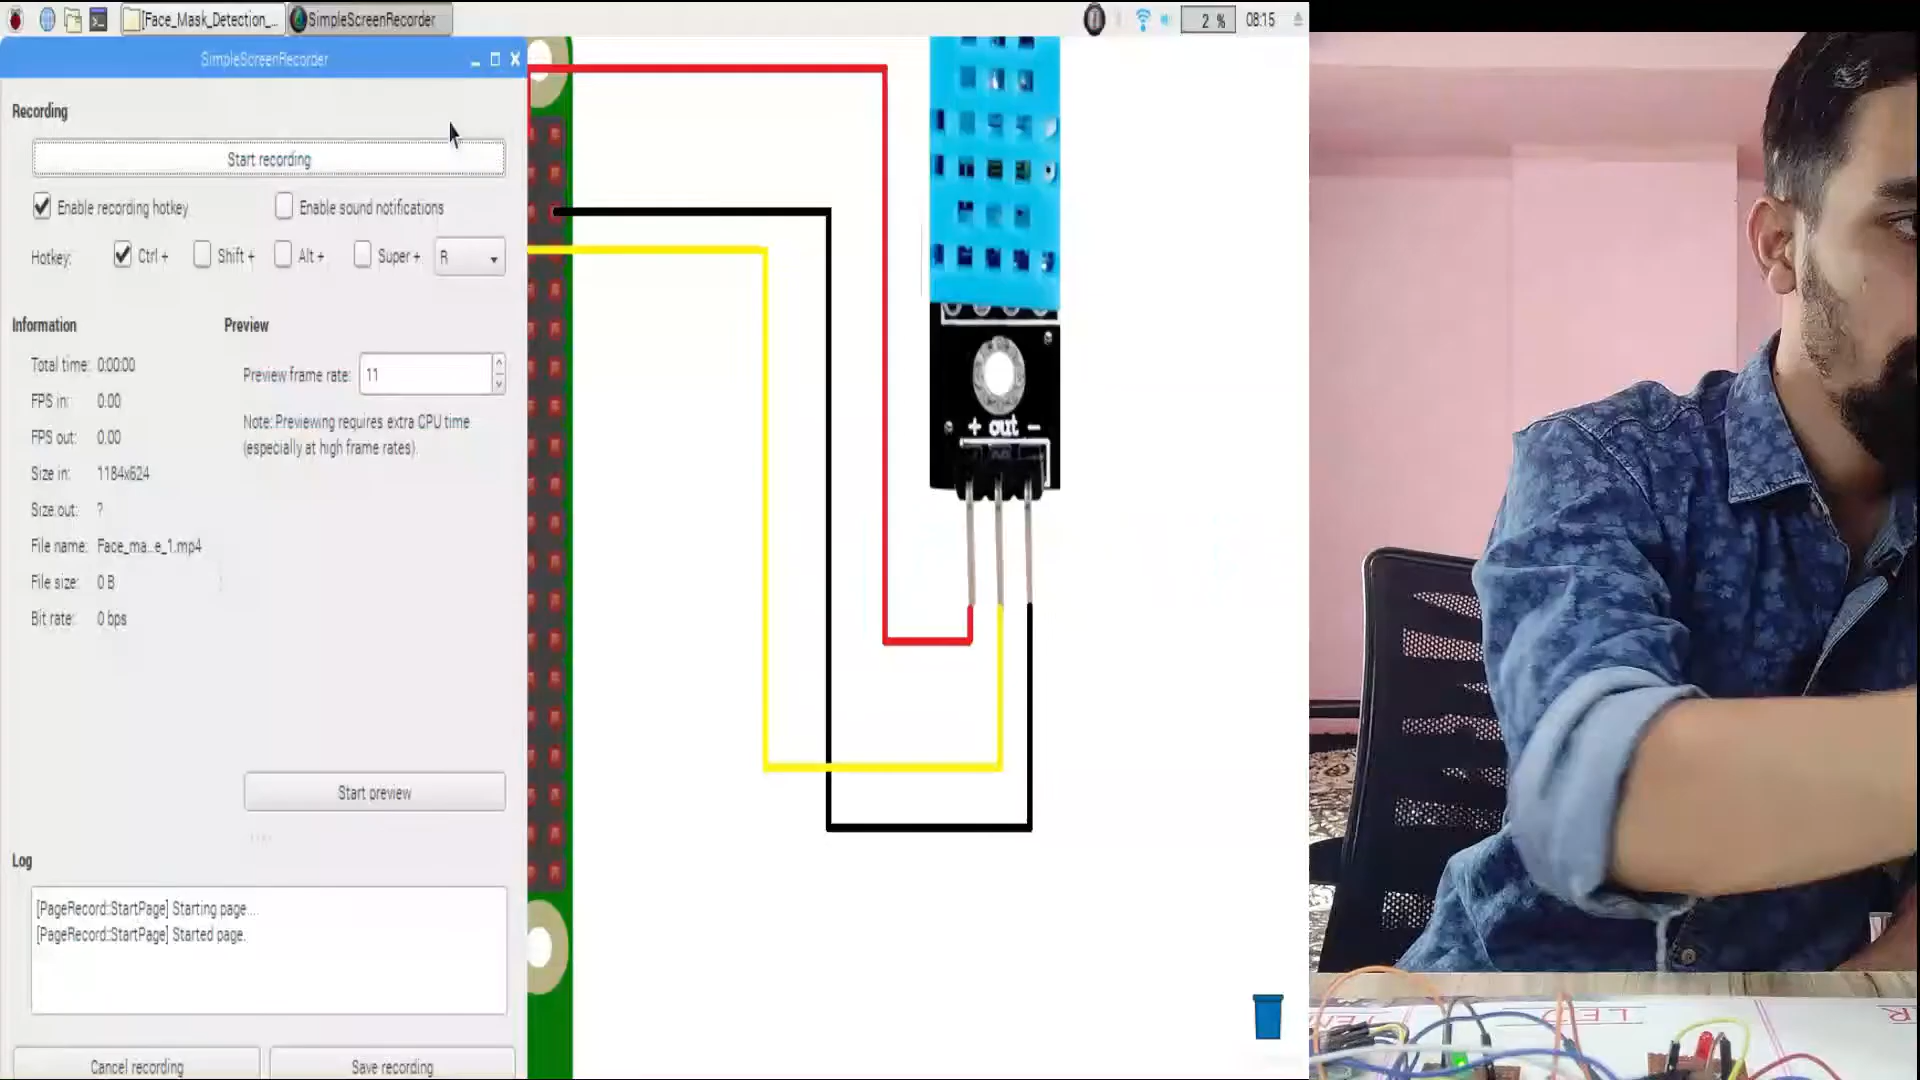 [Face_Mask_Detection_...
SimpleScreenRecorder
2 %
08:15
SimpleScreenRecorder
Recording
Start recording
Enable recording hotkey
Enable sound notifications
Hotkey: Ctrl + Shift + Alt + Super + R
Information
Preview
Total time: 0:00:00
FPS in: 0.00
FPS out: 0.00
Size in: 1184x624
Size out: ?
File name: Face_ma...e_1.mp4
File size: 0 B
Bit rate: 0 bps
Preview frame rate: 11
Note: Previewing requires extra CPU time
(especially at high frame rates).
Start preview
Log
[PageRecord::StartPage] Starting page...
[PageRecord::StartPage] Started page.
Cancel recording
Save recording
+ out -
LED
R